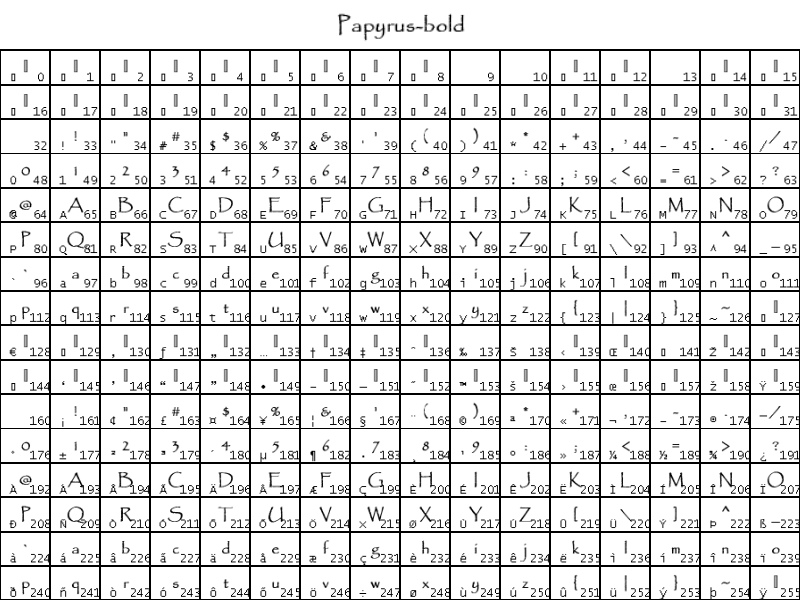 Papyrus-bold
0 1 2 3 4 5 6 7 8 9 10 11 12 13 14 15
16 17 18 19 20 21 22 23 24 25 26 27 28 29 30 31
32 ! ! 33 " " 34 # # 35 $ $ 36 % % 37 & & 38 ' ' 39 ( ( 40 ) ) 41 * * 42 + + 43 , , 44 - - 45 . . 46 / / 47
0 0 48 1 1 49 2 2 50 3 3 51 4 4 52 5 5 53 6 6 54 7 7 55 8 8 56 9 9 57 : : 58 ; ; 59 < < 60 = = 61 > > 62 ? ? 63
@ @ 64 A A 65 B B 66 C C 67 D D 68 E E 69 F F 70 G G 71 H H 72 I I 73 J J 74 K K 75 L L 76 M M 77 N N 78 O O 79
P P 80 Q Q 81 R R 82 S S 83 T T 84 U U 85 V V 86 W W 87 X X 88 Y Y 89 Z Z 90 [ [ 91 \ \ 92 ] ] 93 ^ ^ 94 _ _ 95
` ` 96 a a 97 b b 98 c c 99 d d 100 e e 101 f f 102 g g 103 h h 104 i i 105 j j 106 k k 107 l l 108 m m 109 n n 110 o o 111
p p 112 q q 113 r r 114 s s 115 t t 116 u u 117 v v 118 w w 119 x x 120 y y 121 z z 122 { { 123 | | 124 } } 125 ~ ~ 126 127
€ 128 129 ‚ 130 ƒ 131 „ 132 … 133 † 134 ‡ 135 ˆ 136 ‰ 137 Š 138 ‹ 139 Œ 140 141 Ž 142 143
144 ‘ 145 ’ 146 “ 147 ” 148 • 149 – 150 — 151 ˜ 152 ™ 153 š 154 › 155 œ 156 157 ž 158 Ÿ 159
160 ¡ ! 161 ¢ " 162 £ # 163 ¤ $ 164 ¥ % 165 ¦ & 166 § ' 167 ¨ ( 168 © ) 169 ª * 170 « + 171 ¬ , 172 - - 173 ® . 174 ¯ / 175
° 0 176 ± 1 177 ² 2 178 ³ 3 179 ´ 4 180 µ 5 181 ¶ 6 182 · 7 183 ¸ 8 184 ¹ 9 185 º : 186 » ; 187 ¼ < 188 ½ = 189 ¾ > 190 ¿ ? 191
À @ 192 Á A 193 Â B 194 Ã C 195 Ä D 196 Å E 197 Æ F 198 Ç G 199 È H 200 É I 201 Ê J 202 Ë K 203 Ì L 204 Í M 205 Î N 206 Ï O 207
Ð P 208 Ñ Q 209 Ò R 210 Ó S 211 Ô T 212 Õ U 213 Ö V 214 × W 215 Ø X 216 Ù Y 217 Ú Z 218 Û [ 219 Ü \ 220 Ý ] 221 Þ ^ 222 ß _ 223
à ` 224 á a 225 â b 226 ã c 227 ä d 228 å e 229 æ f 230 ç g 231 è h 232 é i 233 ê j 234 ë k 235 ì l 236 í m 237 î n 238 ï o 239
ð p 240 ñ q 241 ò r 242 ó s 243 ô t 244 õ u 245 ö v 246 ÷ w 247 ø x 248 ù y 249 ú z 250 û { 251 ü | 252 ý } 253 þ ~ 254 ÿ 255